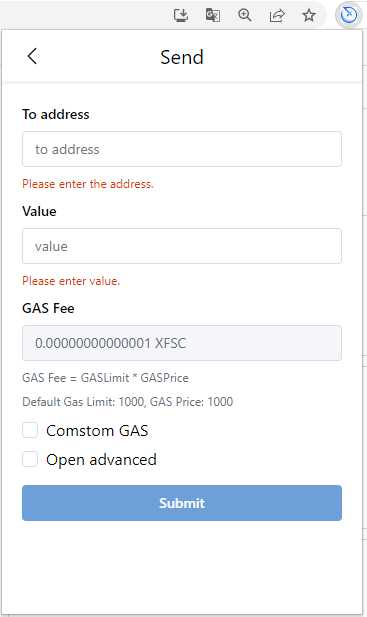 Send
To address
to address
Please enter the address.
Value
value
Please enter value.
GAS Fee
0.00000000000001 XFSC
GAS Fee = GASLimit * GASPrice
Default Gas Limit: 1000, GAS Price: 1000
Comstom GAS
Open advanced
Submit